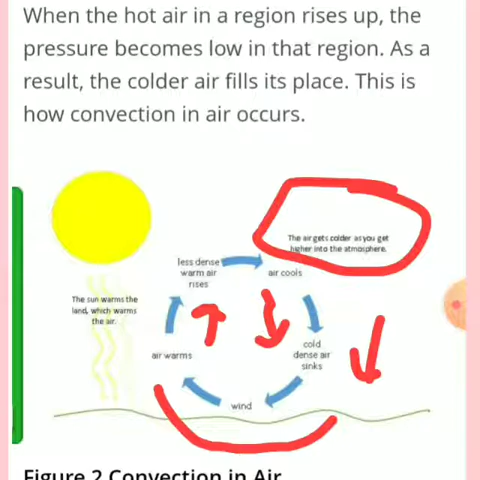 When the hot air in a region rises up, the
pressure becomes low in that region. As a
result, the colder air fills its place. This is
how convection in air occurs.
The air gets colder as you get
higher into the atmosphere.
less dense
warm air
rises
air cools
The sun warms the
land, which warms
the air.
cold
dense air
sinks
air warms
wind
Figure 2 Convection in Air